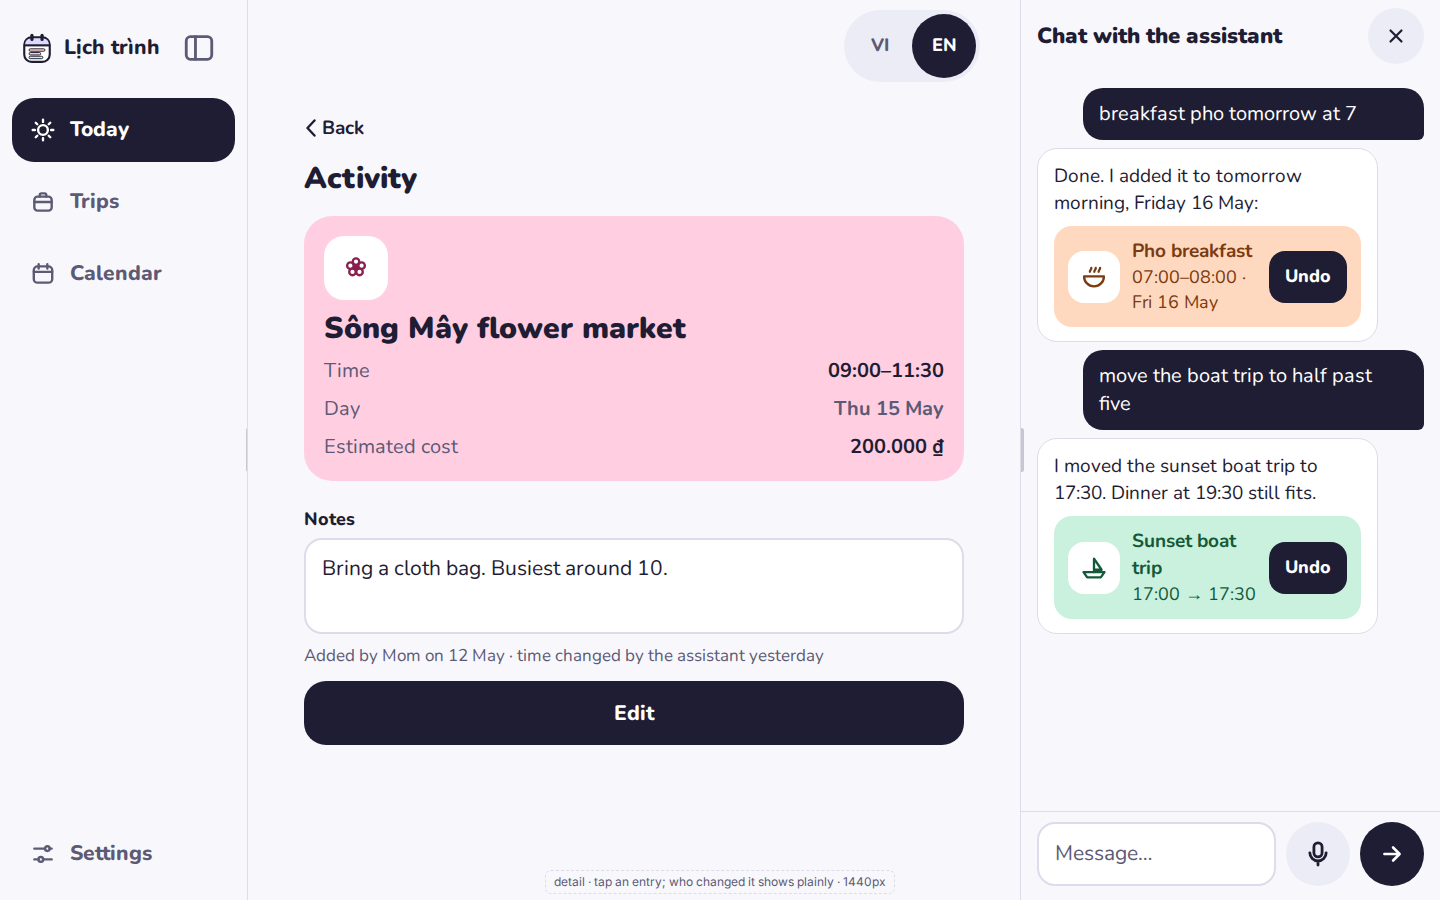 Lịch trình
Today
Trips
Calendar
Settings
VI
EN
Back
Activity
Sông Mây flower market
Time
09:00–11:30
Day
Thu 15 May
Estimated cost
200.000 ₫
Notes
Bring a cloth bag. Busiest around 10.
Added by Mom on 12 May · time changed by the assistant yesterday
Edit
detail · tap an entry; who changed it shows plainly · 1440px
Chat with the assistant
breakfast pho tomorrow at 7
Done. I added it to tomorrow
morning, Friday 16 May:
Pho breakfast
07:00–08:00 ·
Fri 16 May
Undo
move the boat trip to half past
five
I moved the sunset boat trip to
17:30. Dinner at 19:30 still fits.
Sunset boat
trip
17:00 → 17:30
Undo
Message...